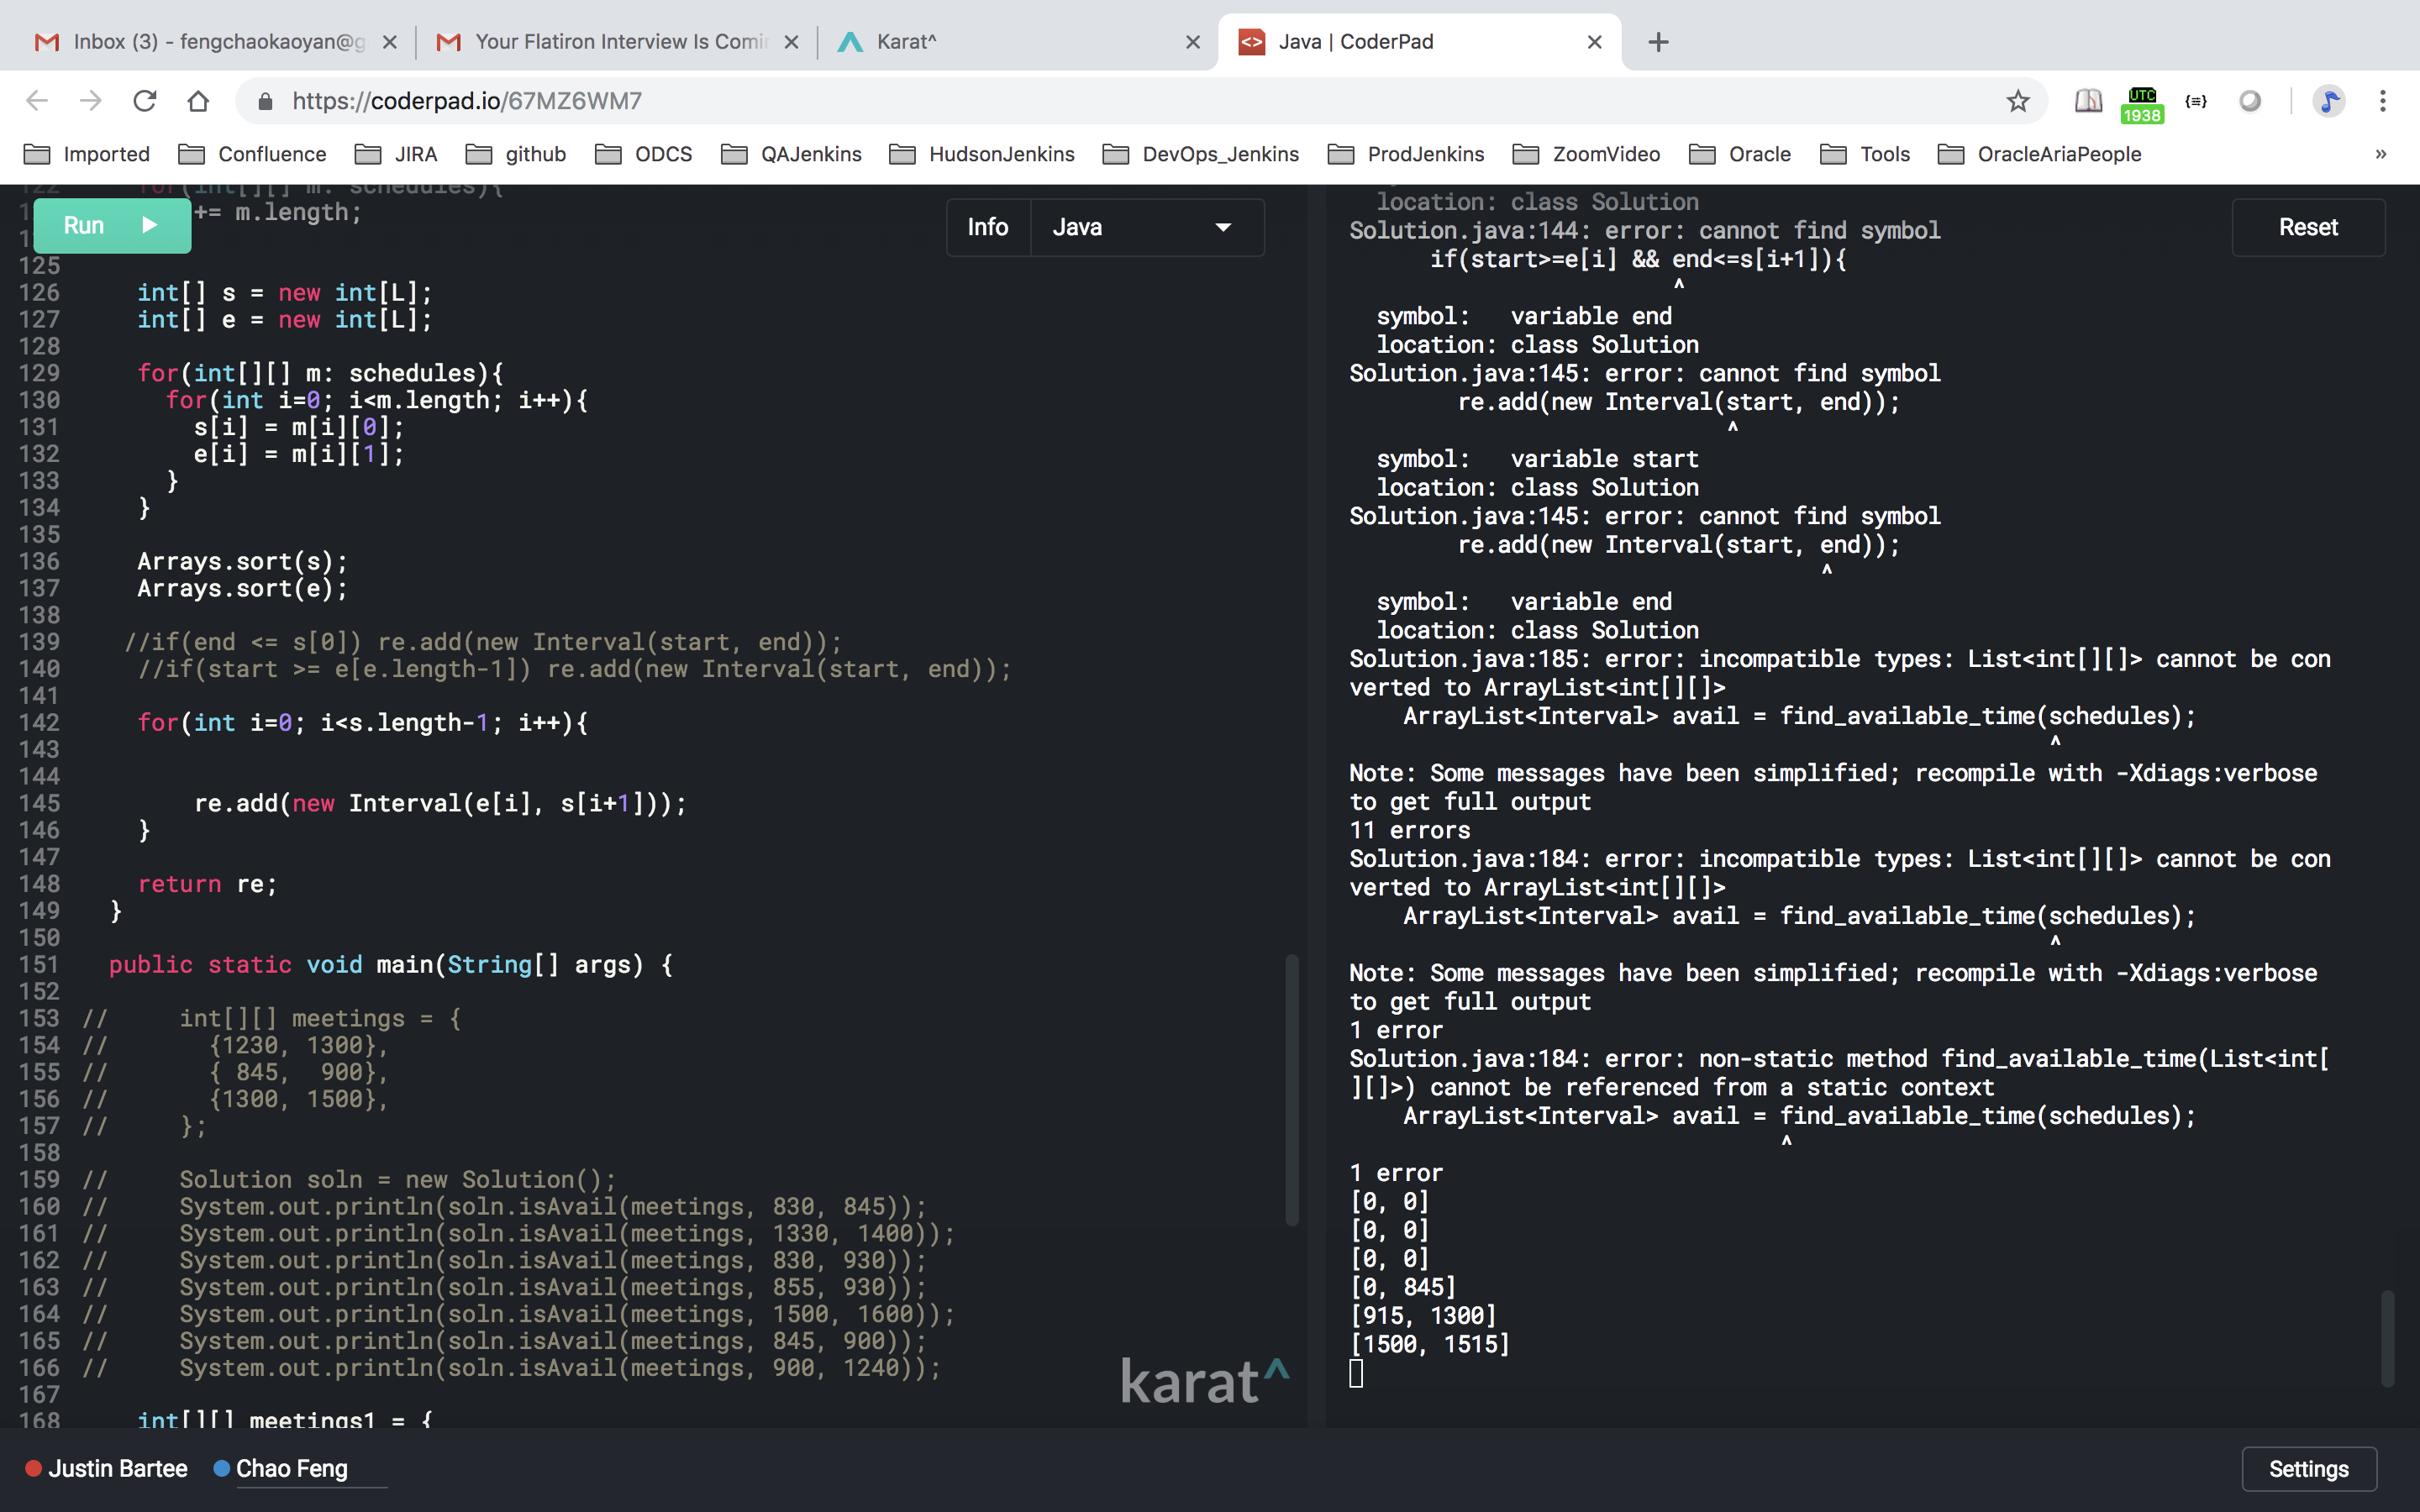 Inbox (3) - fengchaokaoyan@g
Your Flatiron Interview Is Comin
Karat^
Java | CoderPad
https://coderpad.io/67MZ6WM7
UTC
1938
Imported
Confluence
JIRA
github
ODCS
QAJenkins
HudsonJenkins
DevOps_Jenkins
ProdJenkins
ZoomVideo
Oracle
Tools
OracleAriaPeople
»
122 for(int[][] m: schedules){
+= m.length;
Run
Info
Java
125
126 int[] s = new int[L];
127 int[] e = new int[L];
128
129 for(int[][] m: schedules){
130 for(int i=0; i<m.length; i++){
131 s[i] = m[i][0];
132 e[i] = m[i][1];
133 }
134 }
135
136 Arrays.sort(s);
137 Arrays.sort(e);
138
139 //if(end <= s[0]) re.add(new Interval(start, end));
140 //if(start >= e[e.length-1]) re.add(new Interval(start, end));
141
142 for(int i=0; i<s.length-1; i++){
143
144
145 re.add(new Interval(e[i], s[i+1]));
146 }
147
148 return re;
149 }
150
151 public static void main(String[] args) {
152
153 // int[][] meetings = {
154 // {1230, 1300},
155 // { 845, 900},
156 // {1300, 1500},
157 // };
158
159 // Solution soln = new Solution();
160 // System.out.println(soln.isAvail(meetings, 830, 845));
161 // System.out.println(soln.isAvail(meetings, 1330, 1400));
162 // System.out.println(soln.isAvail(meetings, 830, 930));
163 // System.out.println(soln.isAvail(meetings, 855, 930));
164 // System.out.println(soln.isAvail(meetings, 1500, 1600));
165 // System.out.println(soln.isAvail(meetings, 845, 900));
166 // System.out.println(soln.isAvail(meetings, 900, 1240));
167
168 int[][] meetings1 = {
karat^
location: class Solution
Solution.java:144: error: cannot find symbol
if(start>=e[i] && end<=s[i+1]){
^
symbol: variable end
location: class Solution
Solution.java:145: error: cannot find symbol
re.add(new Interval(start, end));
^
symbol: variable start
location: class Solution
Solution.java:145: error: cannot find symbol
re.add(new Interval(start, end));
^
symbol: variable end
location: class Solution
Solution.java:185: error: incompatible types: List<int[][]> cannot be con
verted to ArrayList<int[][]>
ArrayList<Interval> avail = find_available_time(schedules);
^
Note: Some messages have been simplified; recompile with -Xdiags:verbose
to get full output
11 errors
Solution.java:184: error: incompatible types: List<int[][]> cannot be con
verted to ArrayList<int[][]>
ArrayList<Interval> avail = find_available_time(schedules);
^
Note: Some messages have been simplified; recompile with -Xdiags:verbose
to get full output
1 error
Solution.java:184: error: non-static method find_available_time(List<int[
][]>) cannot be referenced from a static context
ArrayList<Interval> avail = find_available_time(schedules);
^
1 error
[0, 0]
[0, 0]
[0, 0]
[0, 845]
[915, 1300]
[1500, 1515]
Reset
Justin Bartee
Chao Feng
Settings